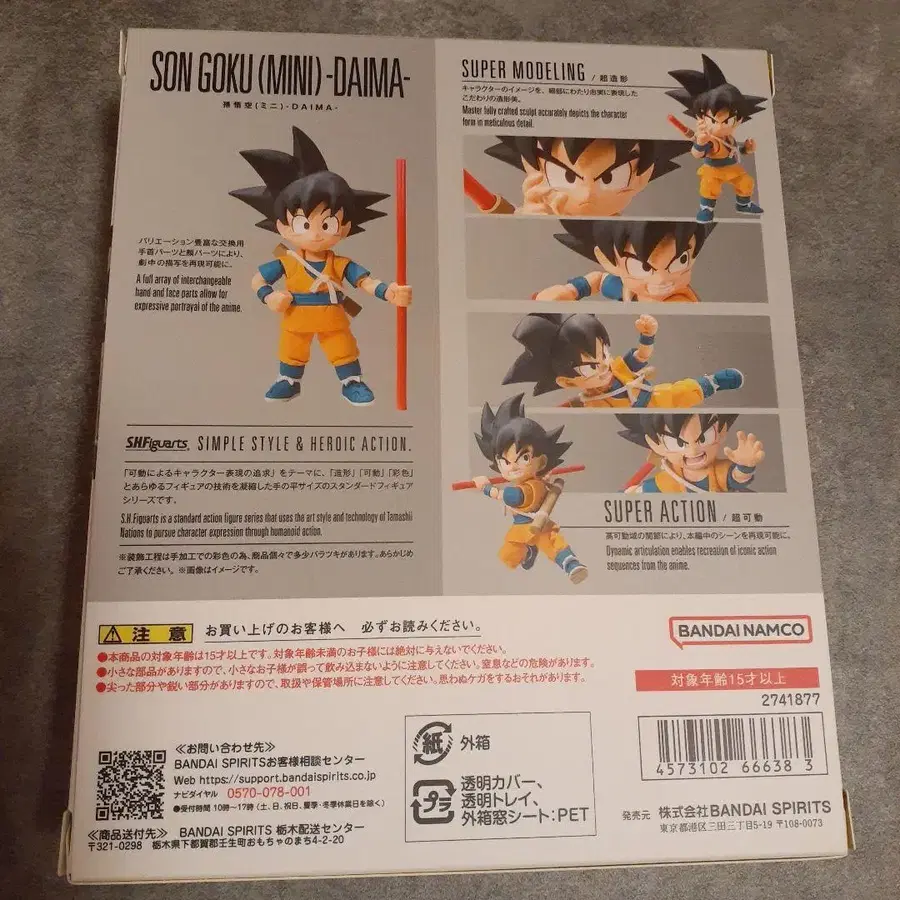 SON GOKU (MINI) -DAIMA-
孫悟空(ミニ)-DAIMA-
バリエーション豊富な交換用
手首パーツと顔パーツにより、
劇中の描写を再現可能に。
A full array of interchangeable
hand and face parts allow for
expressive portrayal of the anime.
S.H.Figuarts. SIMPLE STYLE & HEROIC ACTION.
「可動によるキャラクター表現の追求」をテーマに、「造形」「可動」「彩色」
とあらゆるフィギュアの技術を凝縮した手の平サイズのスタンダードフィギュア
シリーズです。
S.H.Figuarts is a standard action figure series that uses the art style and technology of Tamashii
Nations to pursue character expression through humanoid action.
※装飾工程は手加工での彩色の為、商品個々で多少バラツキがあります。あらかじめ
ご了承ください。※画像はイメージです。
SUPER MODELING / 超造形
キャラクターのイメージを、細部にわたり忠実に表現した
こだわりの造形美。
Master fully crafted sculpt accurately depicts the character
form in meticulous detail.
SUPER ACTION / 超可動
高可動域の関節により、本編中のシーンを再現可能に。
Dynamic articulation enables recreation of iconic action
sequences from the anime.
注意 お買い上げのお客様へ 必ずお読みください。
●本商品の対象年齢は15才以上です。対象年齢未満のお子様には絶対に与えないでください。
●小さな部品がありますので、小さなお子様が誤って飲み込まないように注意してください。窒息などの危険があります。
●尖った部分や鋭い部分がありますので、取扱や保管場所に注意してください。思わぬケガをするおそれがあります。
BANDAI NAMCO
対象年齢15才以上
2741877
4573102 66638 3
≪お問い合わせ先≫
BANDAI SPIRITSお客様相談センター
Web https://support.bandaispirits.co.jp
ナビダイヤル 0570-078-001
●受付時間 10時〜17時(土、日、祝日、夏季・冬季休業日を除く)
≪商品送付先≫ BANDAI SPIRITS 栃木配送センター
〒321-0298 栃木県下都賀郡壬生町おもちゃのまち4-2-20
紙 外箱
プラ 透明カバー、
透明トレイ、
外箱窓シート:PET
発売元 株式会社BANDAI SPIRITS
東京都港区三田三丁目5-19 〒108-0073